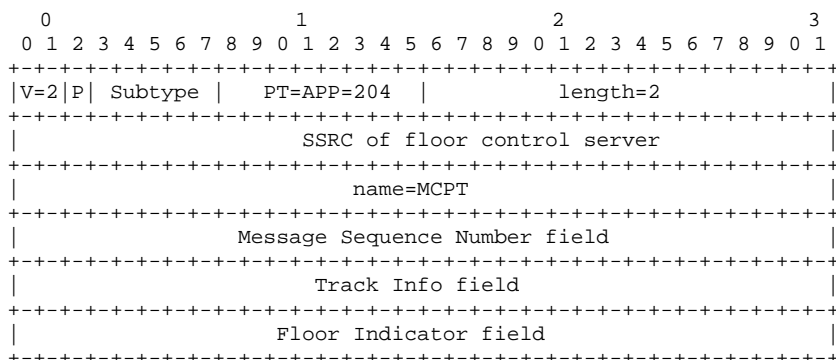 0                   1                   2                   3
0 1 2 3 4 5 6 7 8 9 0 1 2 3 4 5 6 7 8 9 0 1 2 3 4 5 6 7 8 9 0 1
+-+-+-+-+-+-+-+-+-+-+-+-+-+-+-+-+-+-+-+-+-+-+-+-+-+-+-+-+-+-+-+-+
|V=2|P| Subtype |   PT=APP=204  |          length=2             |
+-+-+-+-+-+-+-+-+-+-+-+-+-+-+-+-+-+-+-+-+-+-+-+-+-+-+-+-+-+-+-+-+
|                      SSRC of floor control server             |
+-+-+-+-+-+-+-+-+-+-+-+-+-+-+-+-+-+-+-+-+-+-+-+-+-+-+-+-+-+-+-+-+
|                          name=MCPT                            |
+-+-+-+-+-+-+-+-+-+-+-+-+-+-+-+-+-+-+-+-+-+-+-+-+-+-+-+-+-+-+-+-+
|                 Message Sequence Number field                 |
+-+-+-+-+-+-+-+-+-+-+-+-+-+-+-+-+-+-+-+-+-+-+-+-+-+-+-+-+-+-+-+-+
|                       Track Info field                        |
+-+-+-+-+-+-+-+-+-+-+-+-+-+-+-+-+-+-+-+-+-+-+-+-+-+-+-+-+-+-+-+-+
|                    Floor Indicator field                      |
+-+-+-+-+-+-+-+-+-+-+-+-+-+-+-+-+-+-+-+-+-+-+-+-+-+-+-+-+-+-+-+-+